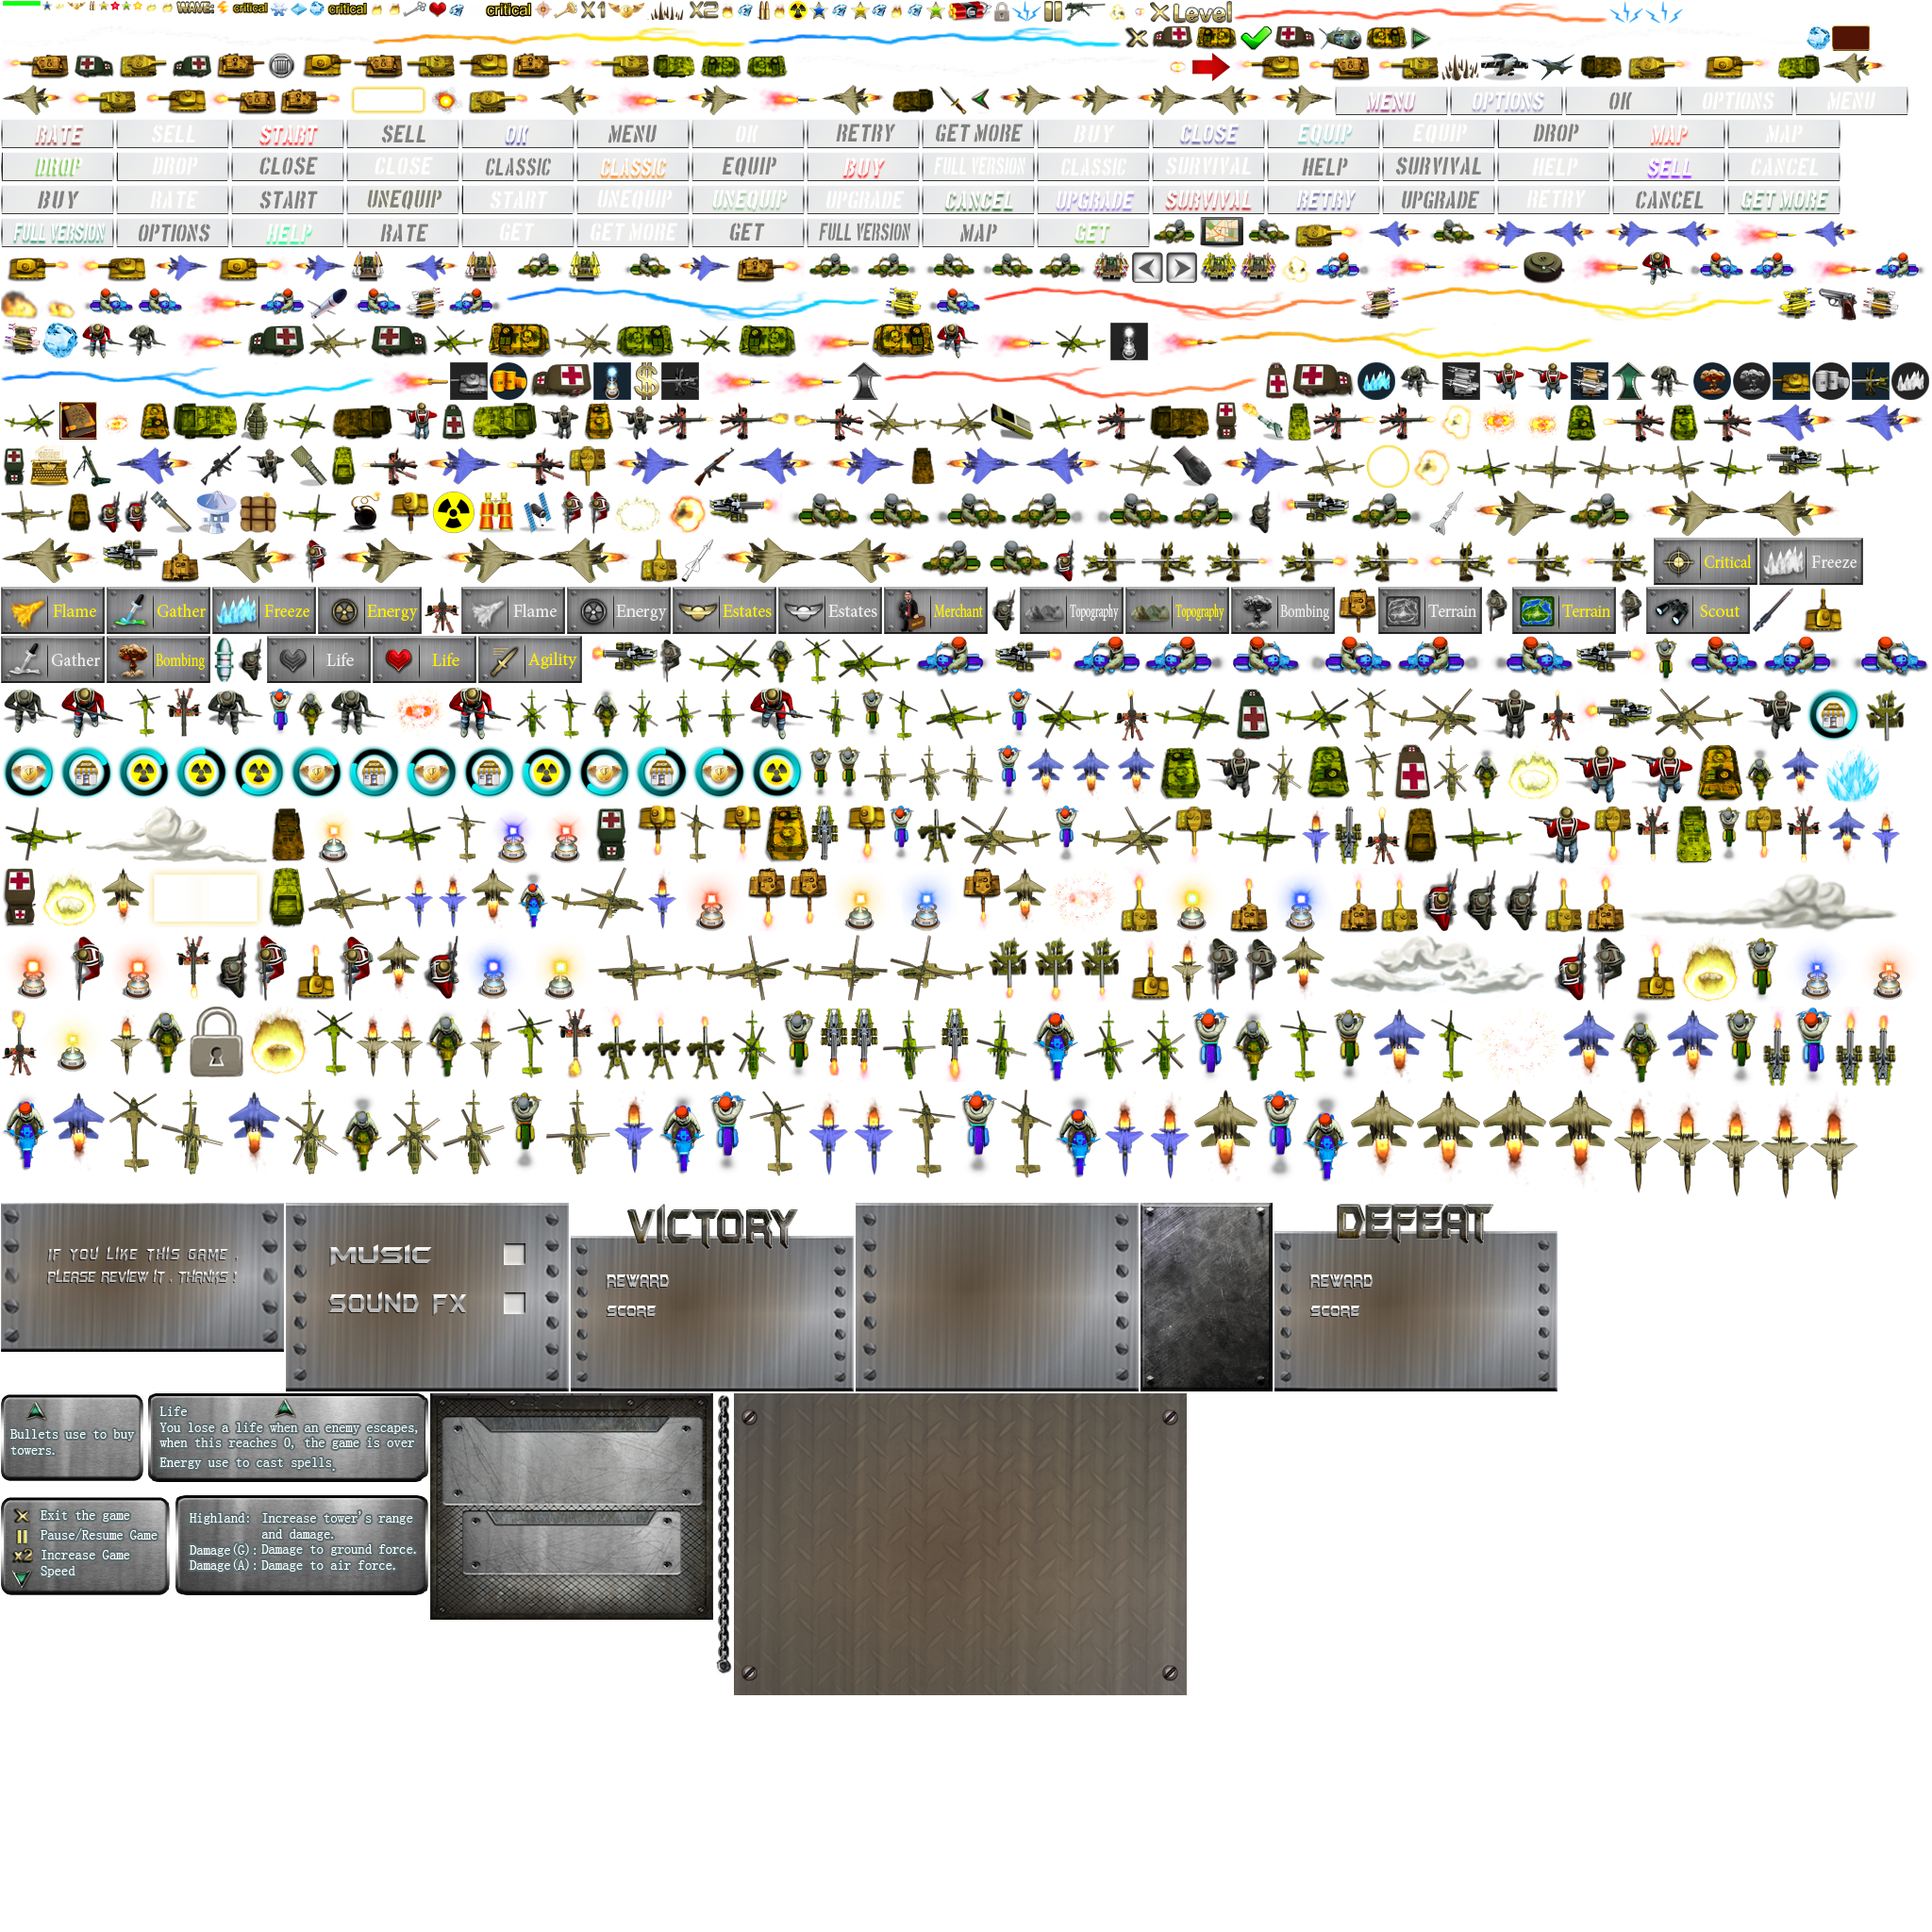 WAVE: critical critical critical X1 X2 X Level
MENU OPTIONS OK OPTIONS MENU
RATE SELL START SELL OK MENU OK RETRY GET MORE BUY CLOSE EQUIP EQUIP DROP MAP MAP
DROP DROP CLOSE CLOSE CLASSIC CLASSIC EQUIP BUY FULL VERSION CLASSIC SURVIVAL HELP SURVIVAL HELP SELL CANCEL
BUY RATE START UNEQUIP START UNEQUIP UNEQUIP UPGRADE CANCEL UPGRADE SURVIVAL RETRY UPGRADE RETRY CANCEL GET MORE
FULL VERSION OPTIONS HELP RATE GET GET MORE GET FULL VERSION MAP GET
Critical Freeze
Flame Gather Freeze Energy Flame Energy Estates Estates Merchant Topography Topography Bombing Terrain Terrain Scout
Gather Bombing Life Life Agility
VICTORY DEFEAT
IF YOU LIKE THIS GAME ,
PLEASE REVIEW IT , THANKS !
MUSIC
SOUND FX
REWARD
SCORE
REWARD
SCORE
Bullets use to buy
towers.
Life
You lose a life when an enemy escapes,
when this reaches 0, the game is over
Energy use to cast spells.
Exit the game
Pause/Resume Game
x2 Increase Game
Speed
Highland: Increase tower's range
and damage.
Damage(G): Damage to ground force.
Damage(A): Damage to air force.